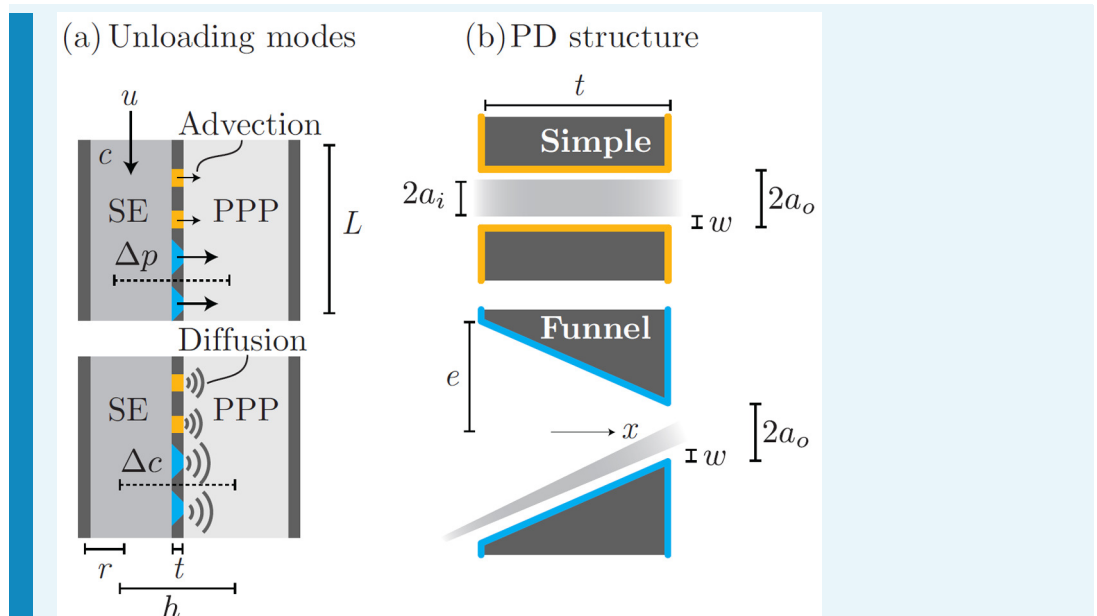 (a) Unloading modes
u
Advection
c
SE
PPP
L
Δp
Diffusion
SE
PPP
Δc
r
t
h
(b) PD structure
t
Simple
2a_i
2a_o
w
Funnel
e
x
2a_o
w